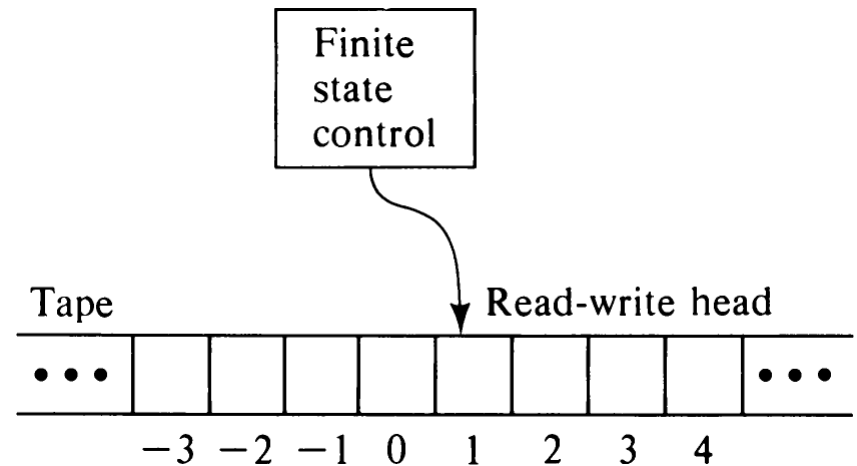 Finite
state
control
Tape
Read-write head
• • •
• • •
−3 −2 −1 0 1 2 3 4